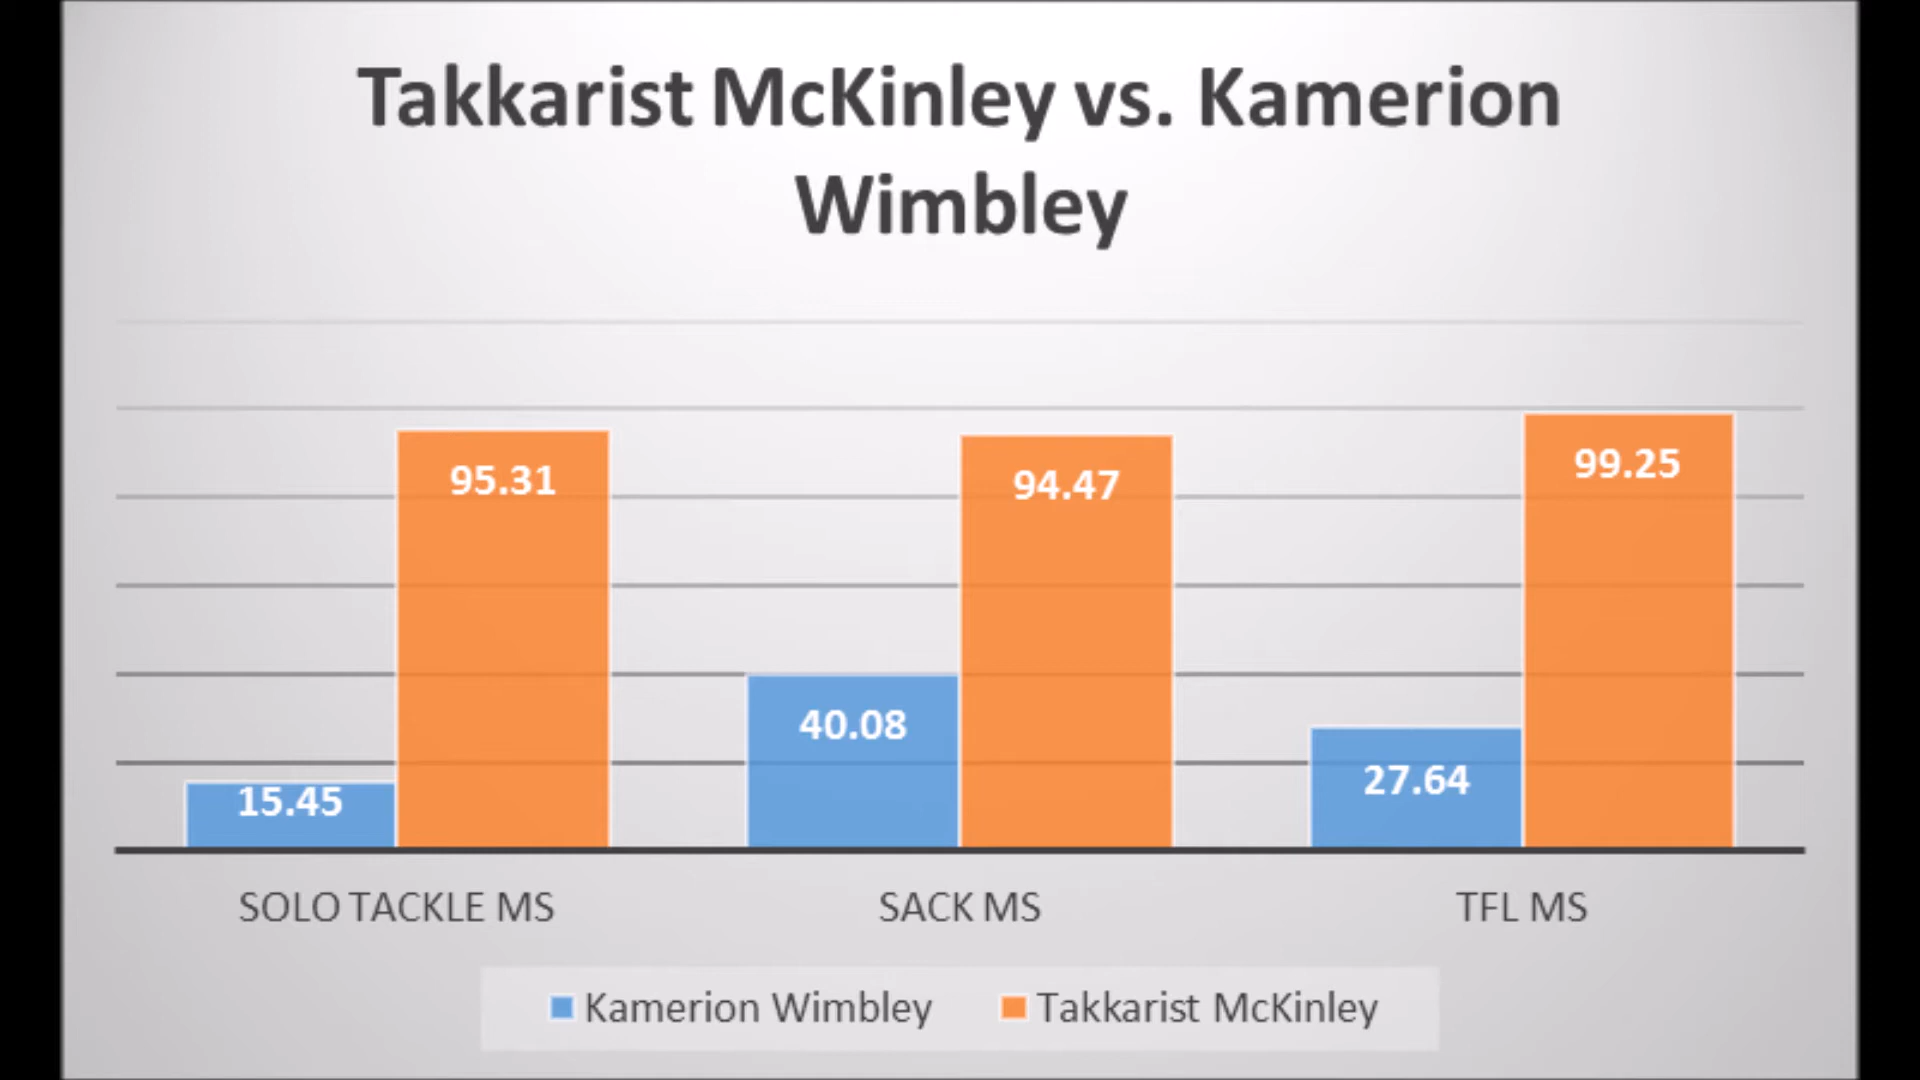 Takkarist McKinley vs. Kamerion
Wimbley
95.31
94.47
99.25
15.45
40.08
27.64
SOLO TACKLE MS
SACK MS
TFL MS
Kamerion Wimbley
Takkarist McKinley